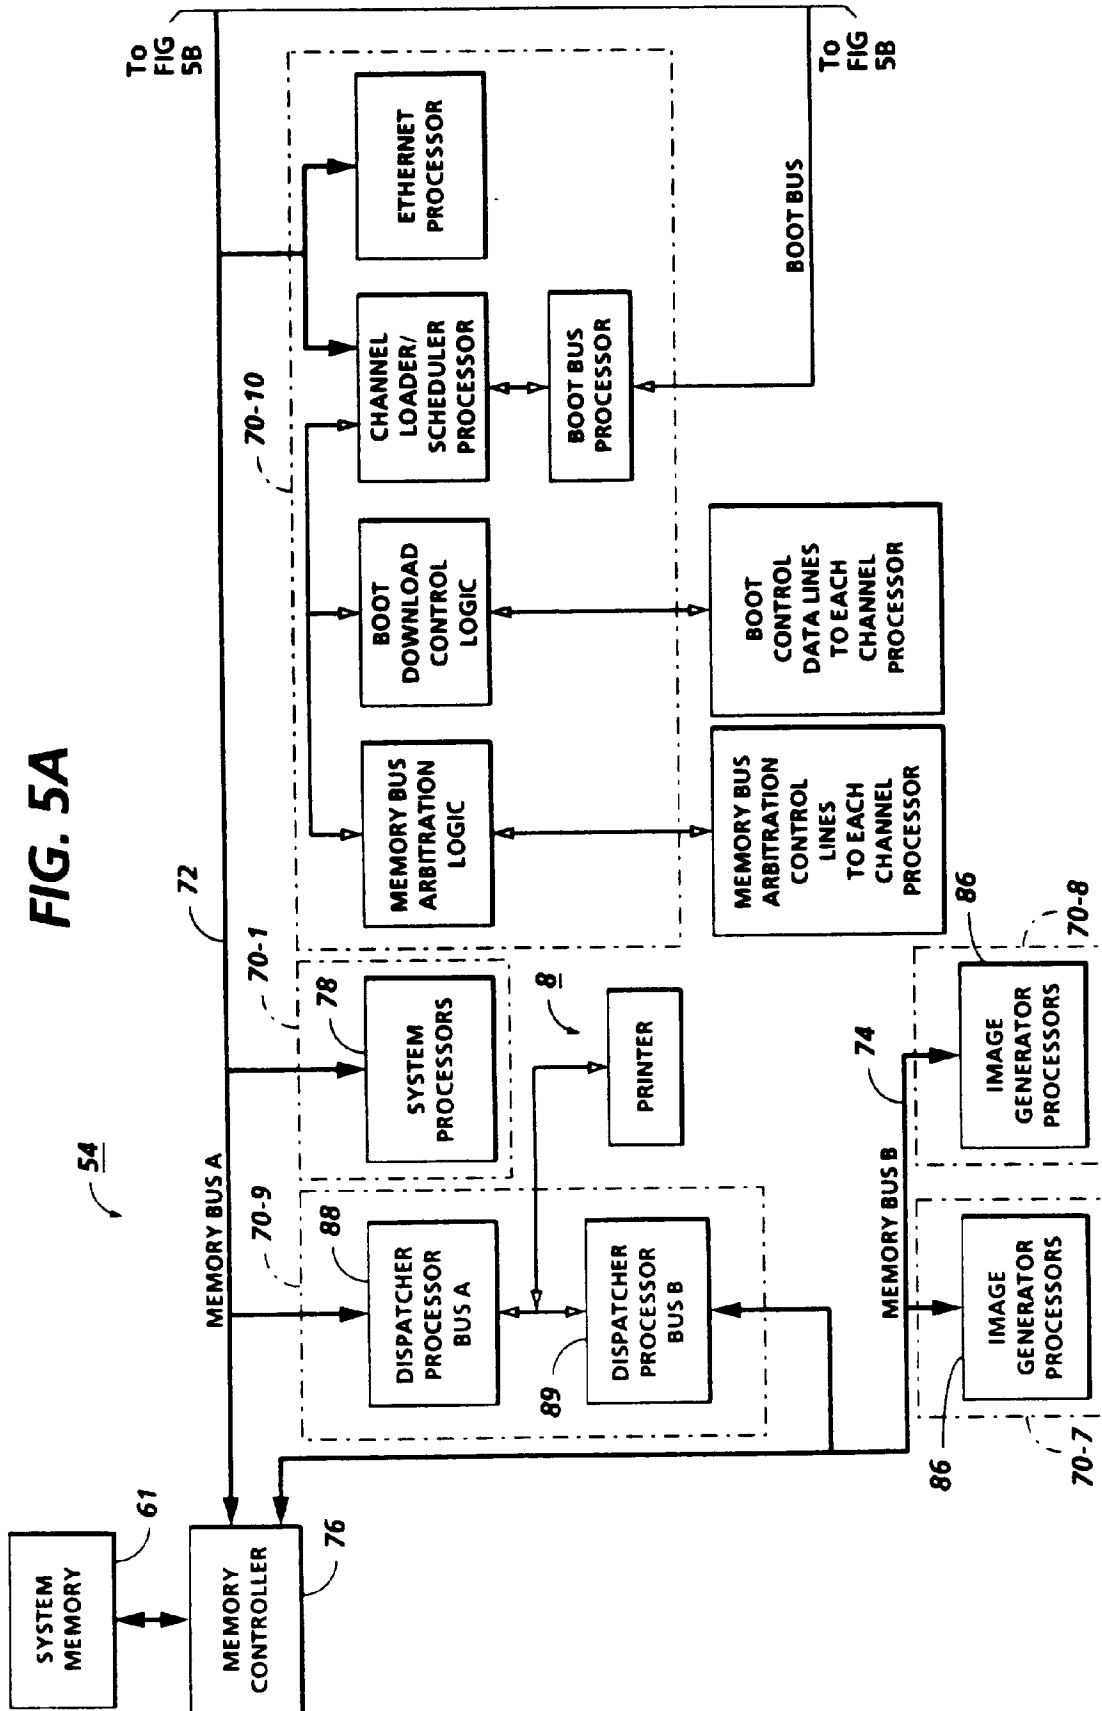 FIG. 5A
54
SYSTEM
MEMORY
61
MEMORY
CONTROLLER
76
MEMORY BUS A
72
To
FIG
5B
70-9
DISPATCHER
PROCESSOR
BUS A
88
DISPATCHER
PROCESSOR
BUS B
89
70-1
SYSTEM
PROCESSORS
78
8
PRINTER
70-10
MEMORY BUS
ARBITRATION
LOGIC
BOOT
DOWNLOAD
CONTROL
LOGIC
CHANNEL
LOADER/
SCHEDULER
PROCESSOR
ETHERNET
PROCESSOR
BOOT BUS
PROCESSOR
MEMORY BUS
ARBITRATION
CONTROL
LINES
TO EACH
CHANNEL
PROCESSOR
BOOT
CONTROL
DATA LINES
TO EACH
CHANNEL
PROCESSOR
BOOT BUS
To
FIG
5B
MEMORY BUS B
74
IMAGE
GENERATOR
PROCESSORS
86
70-7
IMAGE
GENERATOR
PROCESSORS
86
70-8